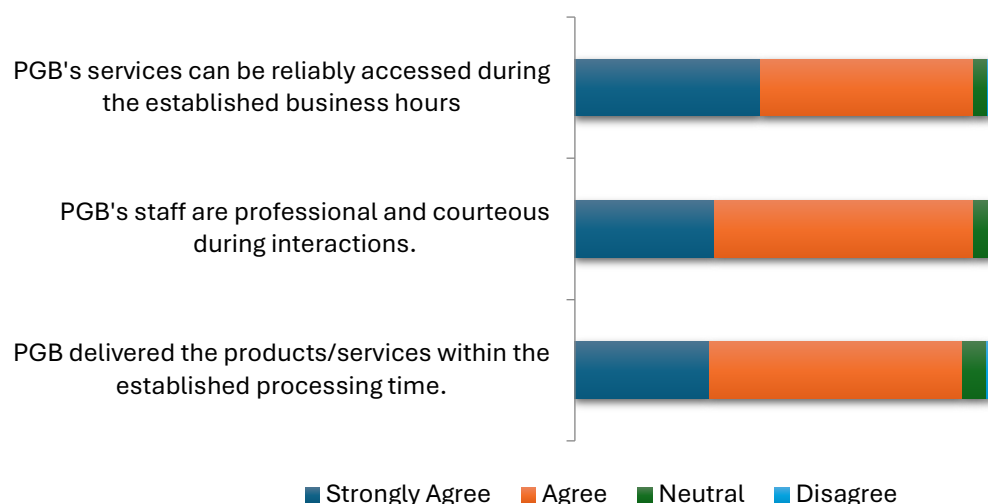 PGB's services can be reliably accessed during
the established business hours
PGB's staff are professional and courteous
during interactions.
PGB delivered the products/services within the
established processing time.
Strongly Agree Agree Neutral Disagree